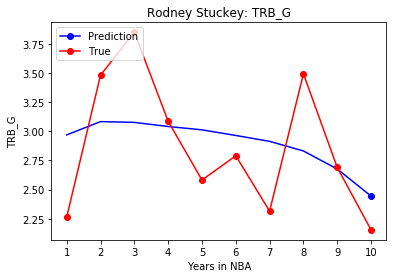 Rodney Stuckey: TRB_G
Prediction
True
3.75
3.50
3.25
3.00
2.75
2.50
2.25
TRB_G
1 2 3 4 5 6 7 8 9 10
Years in NBA